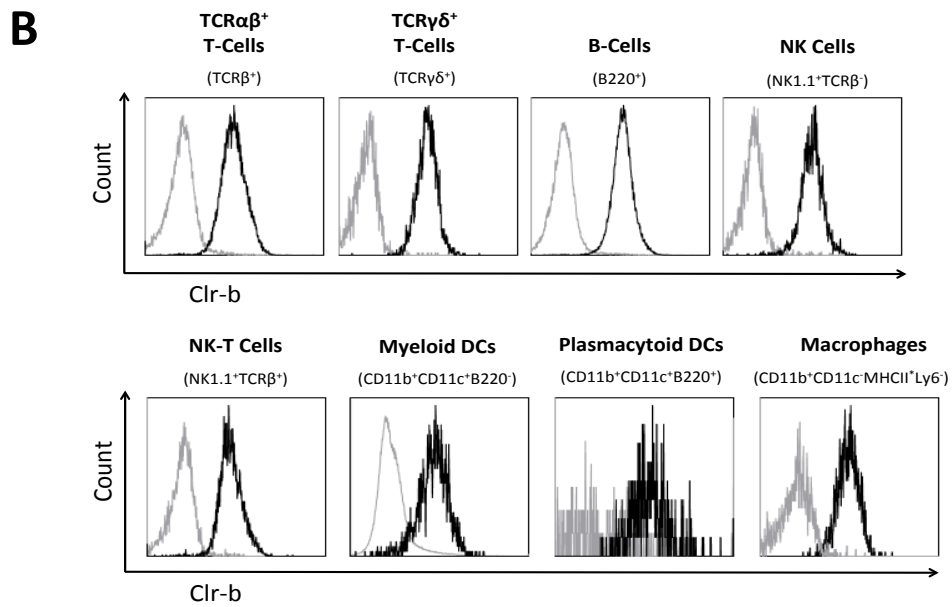 B
TCRαβ⁺
T-Cells
(TCRβ⁺)
TCRγδ⁺
T-Cells
(TCRγδ⁺)
B-Cells
(B220⁺)
NK Cells
(NK1.1⁺TCRβ⁻)
Count
Clr-b
NK-T Cells
(NK1.1⁺TCRβ⁺)
Myeloid DCs
(CD11b⁺CD11c⁺B220⁻)
Plasmacytoid DCs
(CD11b⁺CD11c⁺B220⁺)
Macrophages
(CD11b⁺CD11c⁻MHCII*Ly6⁻)
Count
Clr-b